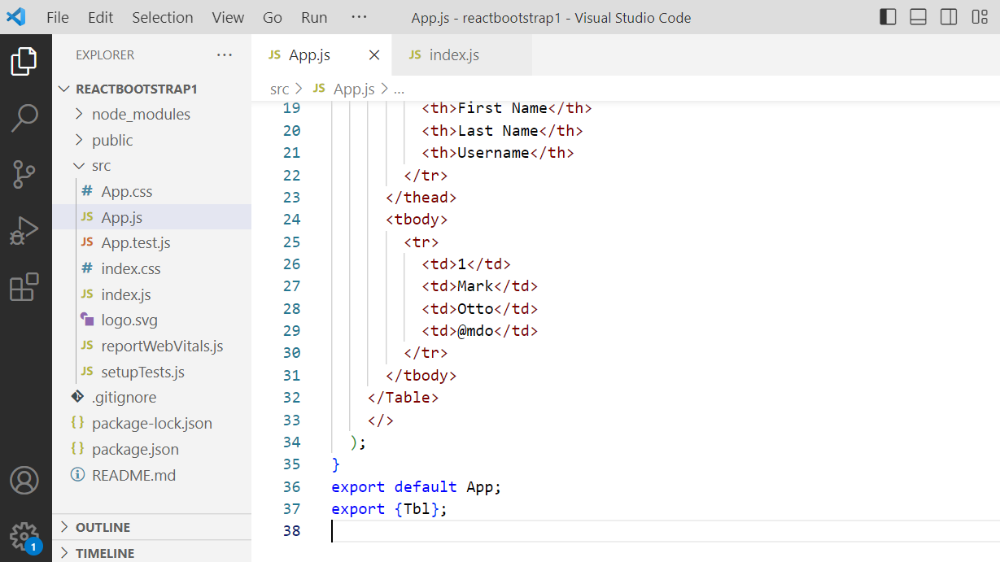 File Edit Selection View Go Run ··· App.js - reactbootstrap1 - Visual Studio Code
EXPLORER ···
REACTBOOTSTRAP1
node_modules
public
src
# App.css
JS App.js
JS App.test.js
# index.css
JS index.js
logo.svg
JS reportWebVitals.js
JS setupTests.js
.gitignore
{} package-lock.json
{} package.json
README.md
OUTLINE
TIMELINE
1
JS App.js JS index.js
src > JS App.js > ...
19 <th>First Name</th>
20 <th>Last Name</th>
21 <th>Username</th>
22 </tr>
23 </thead>
24 <tbody>
25 <tr>
26 <td>1</td>
27 <td>Mark</td>
28 <td>Otto</td>
29 <td>@mdo</td>
30 </tr>
31 </tbody>
32 </Table>
33 </>
34 );
35 }
36 export default App;
37 export {Tbl};
38